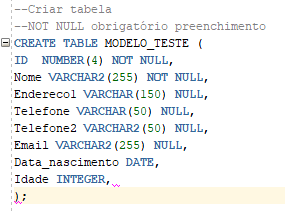 --Criar tabela
--NOT NULL obrigatório preenchimento
CREATE TABLE MODELO_TESTE (
ID  NUMBER(4) NOT NULL,
Nome VARCHAR2(255) NOT NULL,
Endereco1 VARCHAR(150) NULL,
Telefone VARCHAR(50) NULL,
Telefone2 VARCHAR2(50) NULL,
Email VARCHAR2(255) NULL,
Data_nascimento DATE,
Idade INTEGER,
);